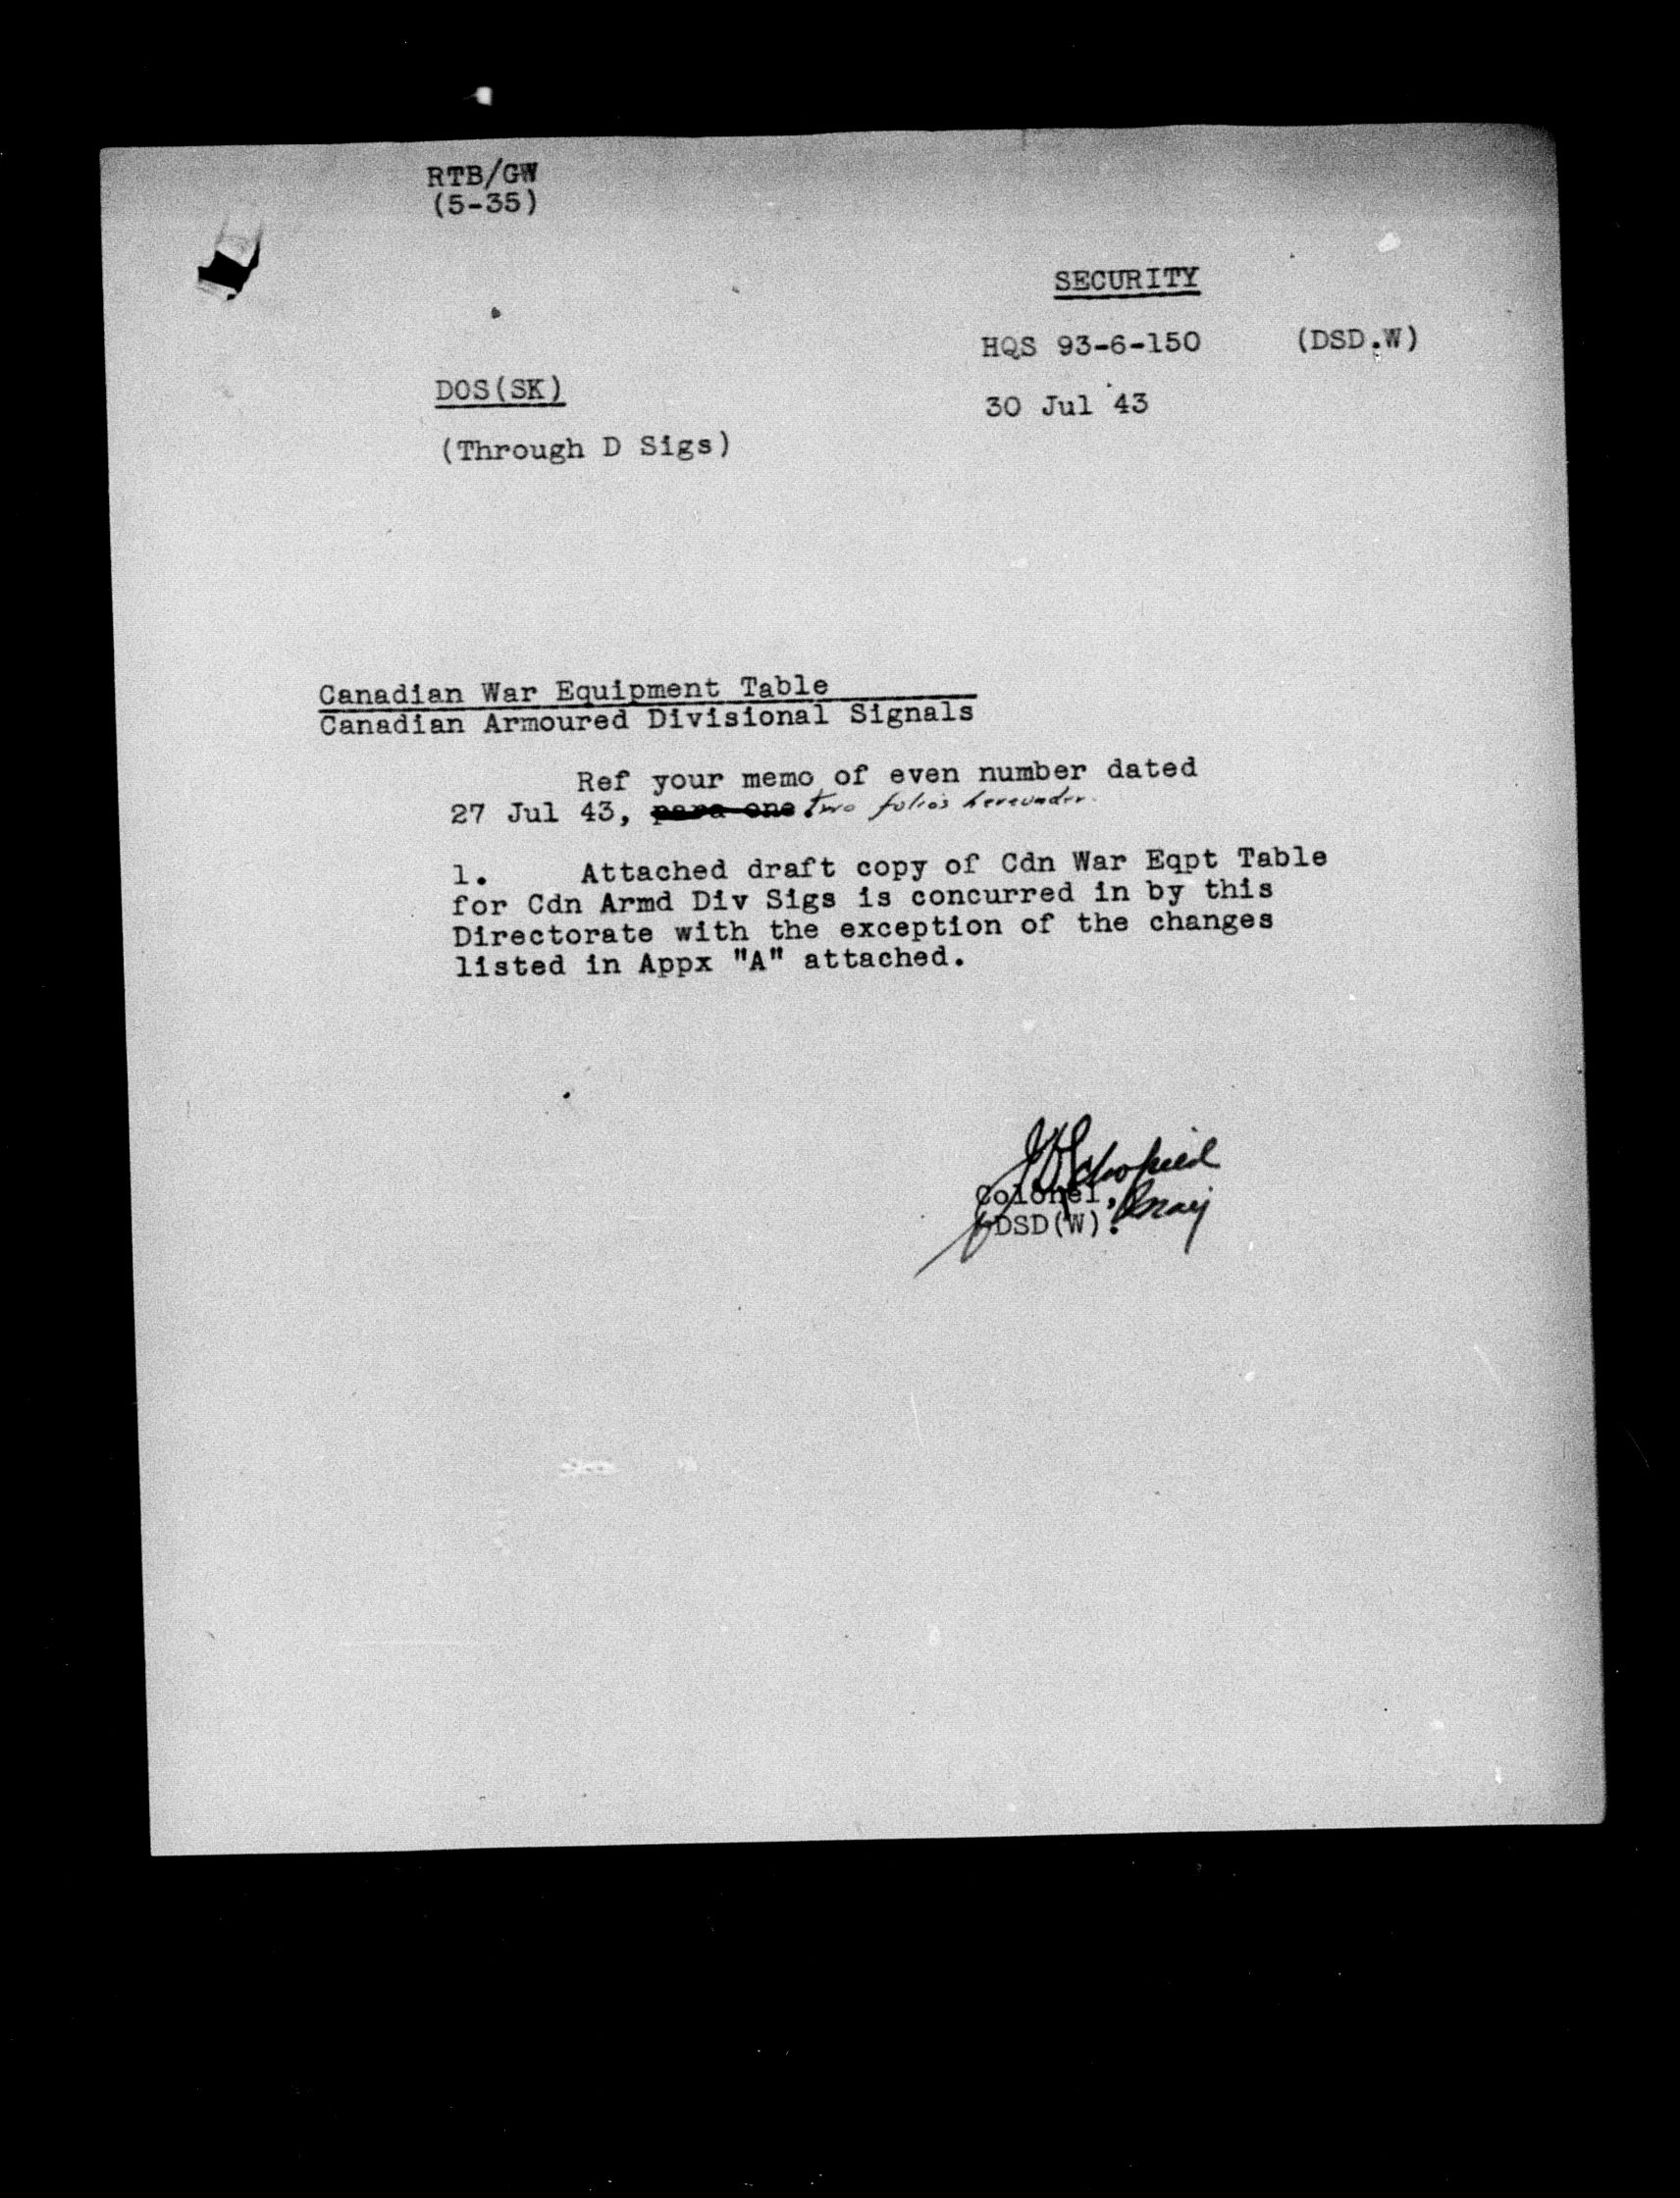 RTB/GW
(5-35)
SECURITY
HQS 93-6-150 (DSD.W)
DOS(SK)
30 Jul 43
(Through D Sigs)
Canadian War Equipment Table
Canadian Armoured Divisional Signals
Ref your memo of even number dated
27 Jul 43, para one. two folios hereunder.
1. Attached draft copy of Cdn War Eqpt Table
for Cdn Armd Div Sigs is concurred in by this
Directorate with the exception of the changes
listed in Appx "A" attached.
Schofield
Colonel, Maj
DSD(W).